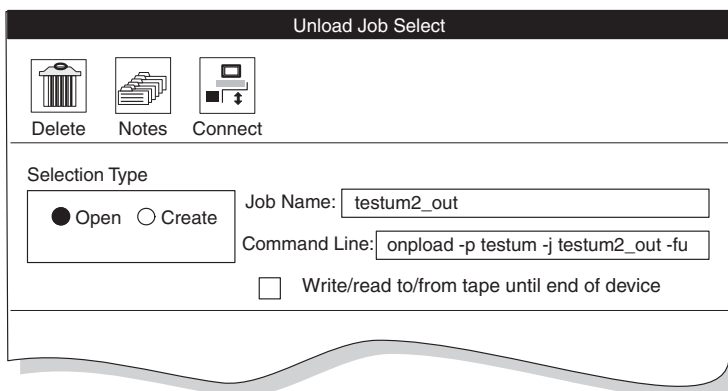 Unload Job Select
Delete Notes Connect
Selection Type
Open Create
Job Name: testum2_out
Command Line: onpload -p testum -j testum2_out -fu
Write/read to/from tape until end of device